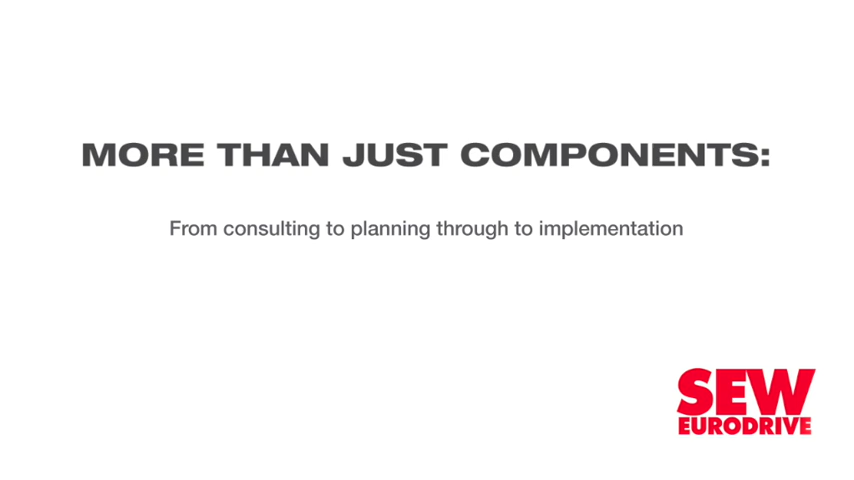 MORE THAN JUST COMPONENTS:
From consulting to planning through to implementation
SEW
EURODRIVE